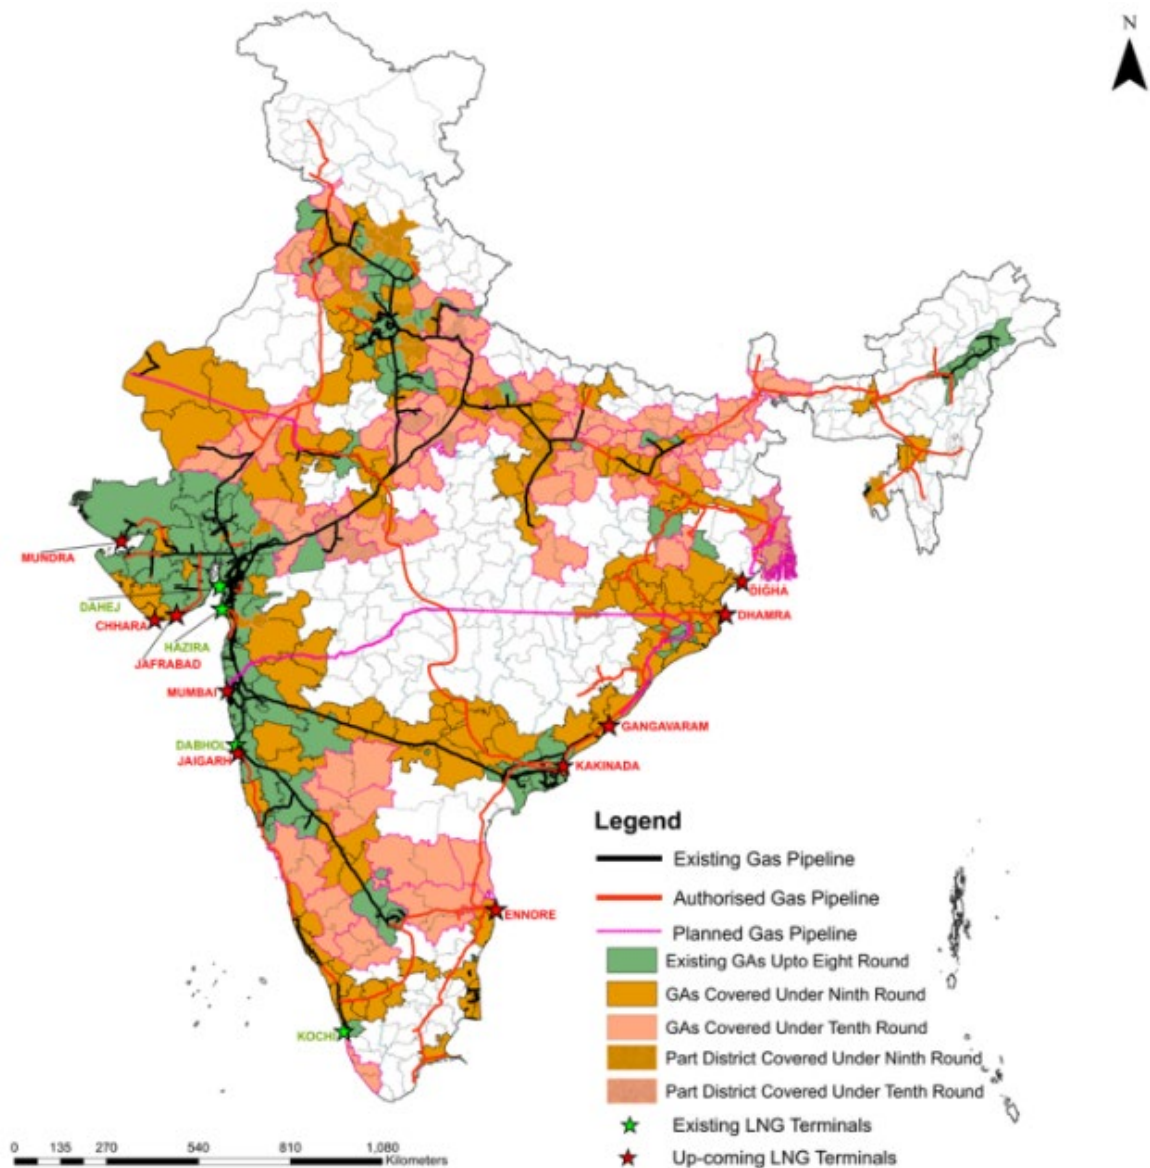 N
MUNDRA
DAHEJ
CHHARA
HAZIRA
JAFRABAD
MUMBAI
DABHOL
JAIGARH
DIGHA
DHAMRA
GANGAVARAM
KAKINADA
ENNORE
KOCHI
Legend
Existing Gas Pipeline
Authorised Gas Pipeline
Planned Gas Pipeline
Existing GAs Upto Eight Round
GAs Covered Under Ninth Round
GAs Covered Under Tenth Round
Part District Covered Under Ninth Round
Part District Covered Under Tenth Round
Existing LNG Terminals
Up-coming LNG Terminals
0 135 270 540 810 1,080
Kilometers